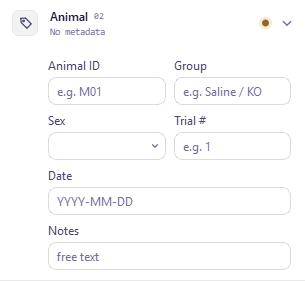 Animal 02
No metadata
Animal ID Group
e.g. M01 e.g. Saline / KO
Sex Trial #
e.g. 1
Date
YYYY-MM-DD
Notes
free text